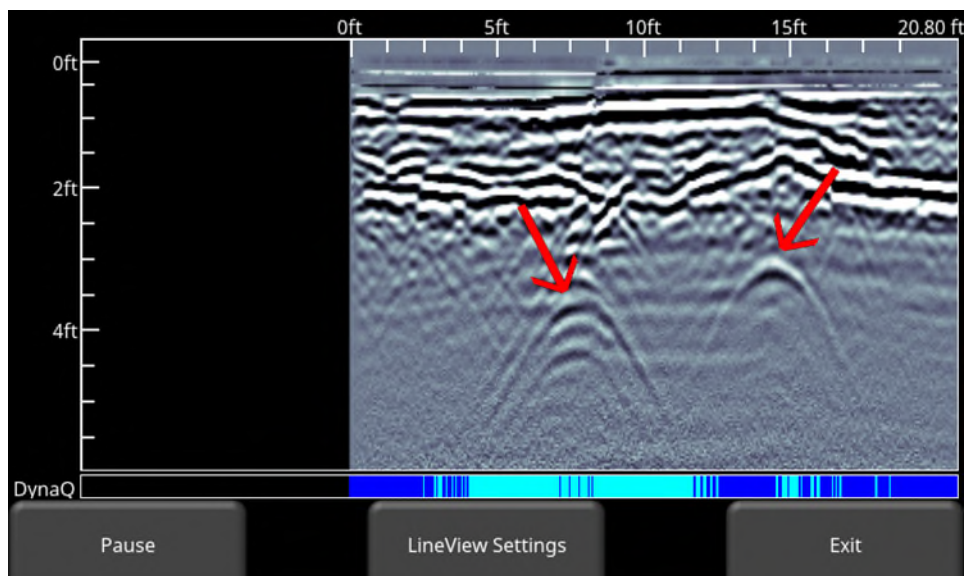 0ft 5ft 10ft 15ft 20.80 ft
0ft
2ft
4ft
DynaQ
Pause LineView Settings Exit